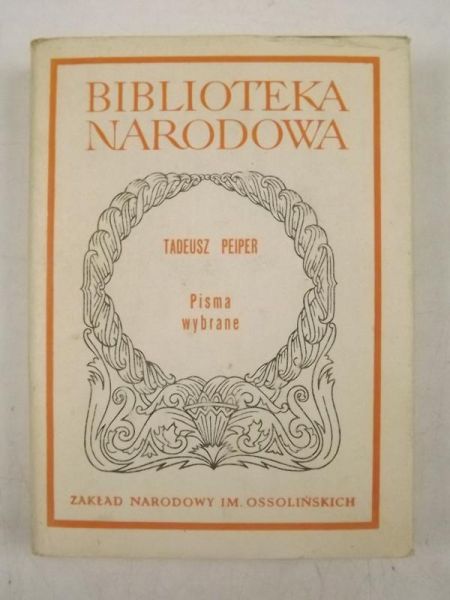 BIBLIOTEKA
NARODOWA
TADEUSZ PEIPER
Pisma
wybrane
ZAKŁAD NARODOWY IM. OSSOLIŃSKICH